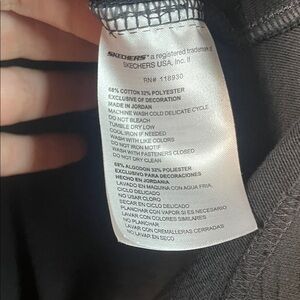 SKECHERS® a registered trademark of
SKECHERS USA, Inc. II
RN# 118930
68% COTTON 32% POLYESTER
EXCLUSIVE OF DECORATION
MADE IN JORDAN
MACHINE WASH COLD DELICATE CYCLE
DO NOT BLEACH
TUMBLE DRY LOW
COOL IRON IF NEEDED
WASH WITH LIKE COLORS
DO NOT IRON MOTIF
WASH WITH FASTENERS CLOSED
DO NOT DRY CLEAN
68% ALGODON 32% POLIESTER
EXCLUSIVO PARA DECORACIONES
HECHO EN JORDANIA
LAVADO EN MAQUINA CON AGUA FRIA,
CICLO DELICADO
NO USAR CLORO
SECAR EN CICLO DELICADO
PLANCHAR CON VAPOR SI ES NECESARIO
LAVAR CON COLORES
NO PLANCHAR DISENO
LAVAR CON CREMALLERAS CERRADAS
NO LAVAR EN SECO